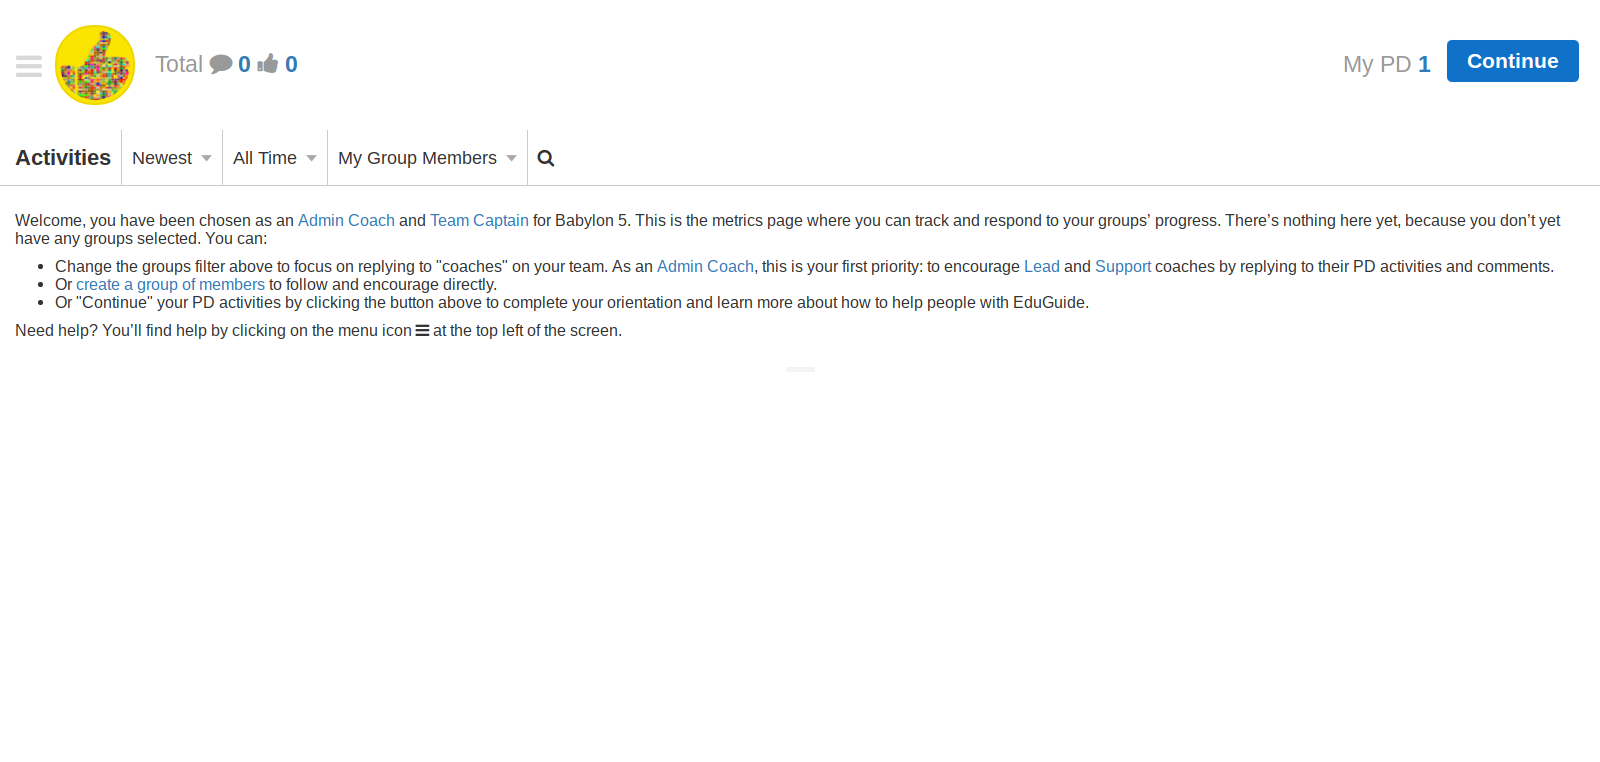 Total 0 0
My PD 1 Continue
Activities Newest All Time My Group Members
Welcome, you have been chosen as an Admin Coach and Team Captain for Babylon 5. This is the metrics page where you can track and respond to your groups’ progress. There’s nothing here yet, because you don’t yet
have any groups selected. You can:
Change the groups filter above to focus on replying to "coaches" on your team. As an Admin Coach, this is your first priority: to encourage Lead and Support coaches by replying to their PD activities and comments.
Or create a group of members to follow and encourage directly.
Or "Continue" your PD activities by clicking the button above to complete your orientation and learn more about how to help people with EduGuide.
Need help? You’ll find help by clicking on the menu icon at the top left of the screen.